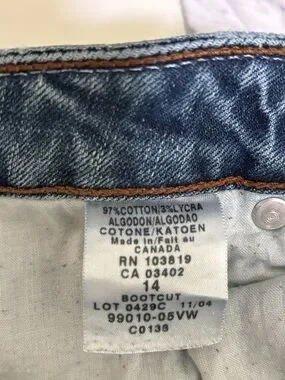 97%COTTON/3%LYCRA
ALGODON/ALGODAO
COTONE/KATOEN
Made in/Fait au
CANADA
RN 103819
CA 03402
14
BOOTCUT
LOT 0429C 11/04
99010-05VW
C0136